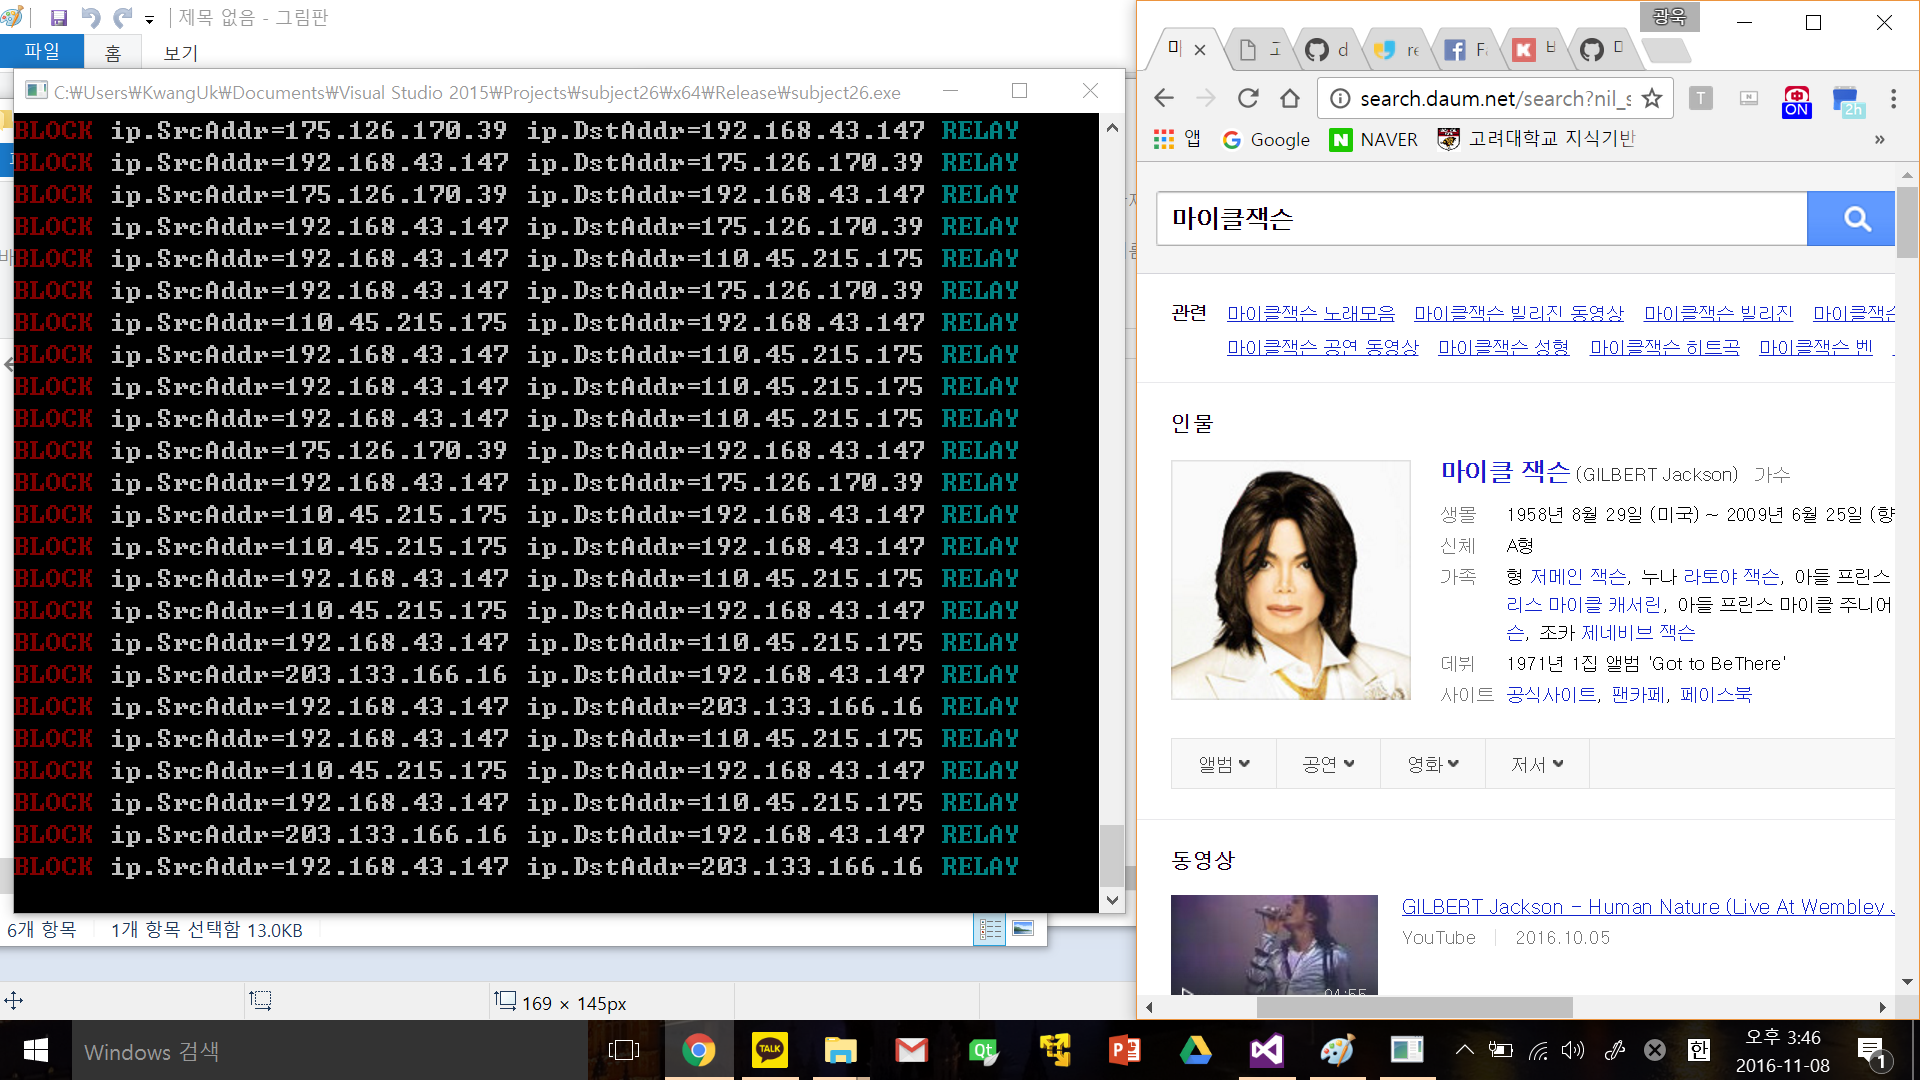 제목 없음 - 그림판
파일 홈 보기
C:￦Users￦KwangUk￦Documents￦Visual Studio 2015￦Projects￦subject26￦x64￦Release￦subject26.exe
BLOCK ip.SrcAddr=175.126.170.39 ip.DstAddr=192.168.43.147 RELAY
BLOCK ip.SrcAddr=192.168.43.147 ip.DstAddr=175.126.170.39 RELAY
BLOCK ip.SrcAddr=175.126.170.39 ip.DstAddr=192.168.43.147 RELAY
BLOCK ip.SrcAddr=192.168.43.147 ip.DstAddr=175.126.170.39 RELAY
BLOCK ip.SrcAddr=192.168.43.147 ip.DstAddr=110.45.215.175 RELAY
BLOCK ip.SrcAddr=192.168.43.147 ip.DstAddr=175.126.170.39 RELAY
BLOCK ip.SrcAddr=110.45.215.175 ip.DstAddr=192.168.43.147 RELAY
BLOCK ip.SrcAddr=192.168.43.147 ip.DstAddr=110.45.215.175 RELAY
BLOCK ip.SrcAddr=192.168.43.147 ip.DstAddr=110.45.215.175 RELAY
BLOCK ip.SrcAddr=192.168.43.147 ip.DstAddr=110.45.215.175 RELAY
BLOCK ip.SrcAddr=175.126.170.39 ip.DstAddr=192.168.43.147 RELAY
BLOCK ip.SrcAddr=192.168.43.147 ip.DstAddr=175.126.170.39 RELAY
BLOCK ip.SrcAddr=110.45.215.175 ip.DstAddr=192.168.43.147 RELAY
BLOCK ip.SrcAddr=110.45.215.175 ip.DstAddr=192.168.43.147 RELAY
BLOCK ip.SrcAddr=192.168.43.147 ip.DstAddr=110.45.215.175 RELAY
BLOCK ip.SrcAddr=110.45.215.175 ip.DstAddr=192.168.43.147 RELAY
BLOCK ip.SrcAddr=192.168.43.147 ip.DstAddr=110.45.215.175 RELAY
BLOCK ip.SrcAddr=203.133.166.16 ip.DstAddr=192.168.43.147 RELAY
BLOCK ip.SrcAddr=192.168.43.147 ip.DstAddr=203.133.166.16 RELAY
BLOCK ip.SrcAddr=192.168.43.147 ip.DstAddr=110.45.215.175 RELAY
BLOCK ip.SrcAddr=110.45.215.175 ip.DstAddr=192.168.43.147 RELAY
BLOCK ip.SrcAddr=192.168.43.147 ip.DstAddr=110.45.215.175 RELAY
BLOCK ip.SrcAddr=203.133.166.16 ip.DstAddr=192.168.43.147 RELAY
BLOCK ip.SrcAddr=192.168.43.147 ip.DstAddr=203.133.166.16 RELAY
6개 항목 1개 항목 선택함 13.0KB
169 × 145px
광욱
search.daum.net/search?nil_s
ON 2h
앱 Google NAVER 고려대학교 지식기반 »
마이클잭슨
관련 마이클잭슨 노래모음 마이클잭슨 빌리진 동영상 마이클잭슨 빌리진 마이클잭슨
마이클잭슨 공연 동영상 마이클잭슨 성형 마이클잭슨 히트곡 마이클잭슨 벤
인물
마이클 잭슨 (GILBERT Jackson) 가수
생몰 1958년 8월 29일 (미국) ~ 2009년 6월 25일 (향
신체 A형
가족 형 저메인 잭슨, 누나 라토야 잭슨, 아들 프린스
리스 마이클 캐서린, 아들 프린스 마이클 주니어
슨, 조카 제네비브 잭슨
데뷔 1971년 1집 앨범 'Got to BeThere'
사이트 공식사이트, 팬카페, 페이스북
앨범 공연 영화 저서
동영상
GILBERT Jackson - Human Nature (Live At Wembley J
YouTube 2016.10.05
04:55
Windows 검색
TALK
한
오후 3:46
2016-11-08
1